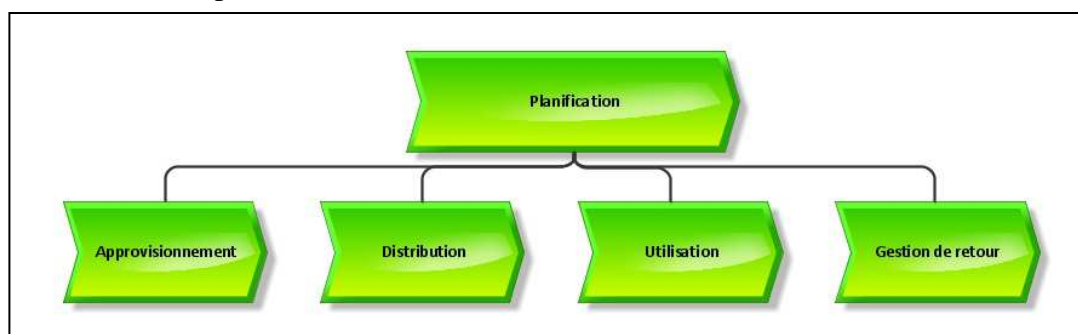 Planification
Approvisionnement
Distribution
Utilisation
Gestion de retour